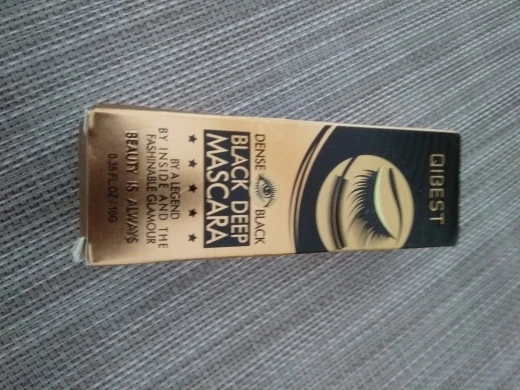 QIBEST
DENSE BLACK
BLACK DEEP
MASCARA
BY A LEGEND
BY INSIDE AND THE
FASHINABLE GLAMOUR
BEAUTY IS ALWAYS
0.35 FL.OZ / 10G